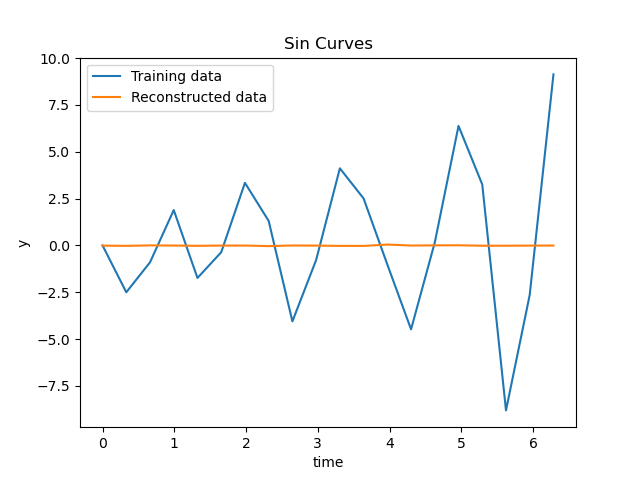 Sin Curves
Training data
Reconstructed data
10.0
7.5
5.0
2.5
0.0
−2.5
−5.0
−7.5
y
0 1 2 3 4 5 6
time